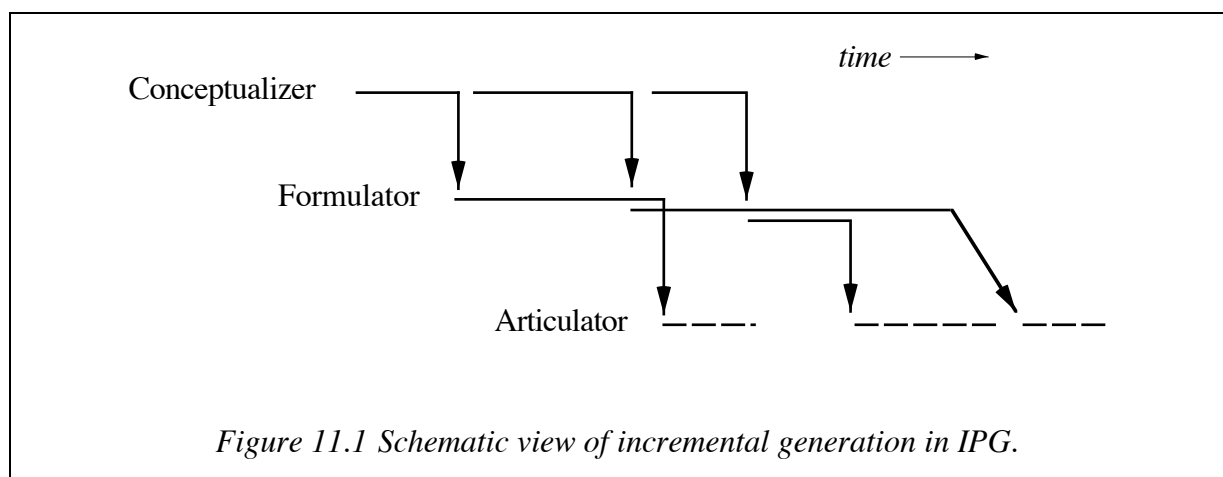 time
Conceptualizer
Formulator
Articulator
Figure 11.1 Schematic view of incremental generation in IPG.